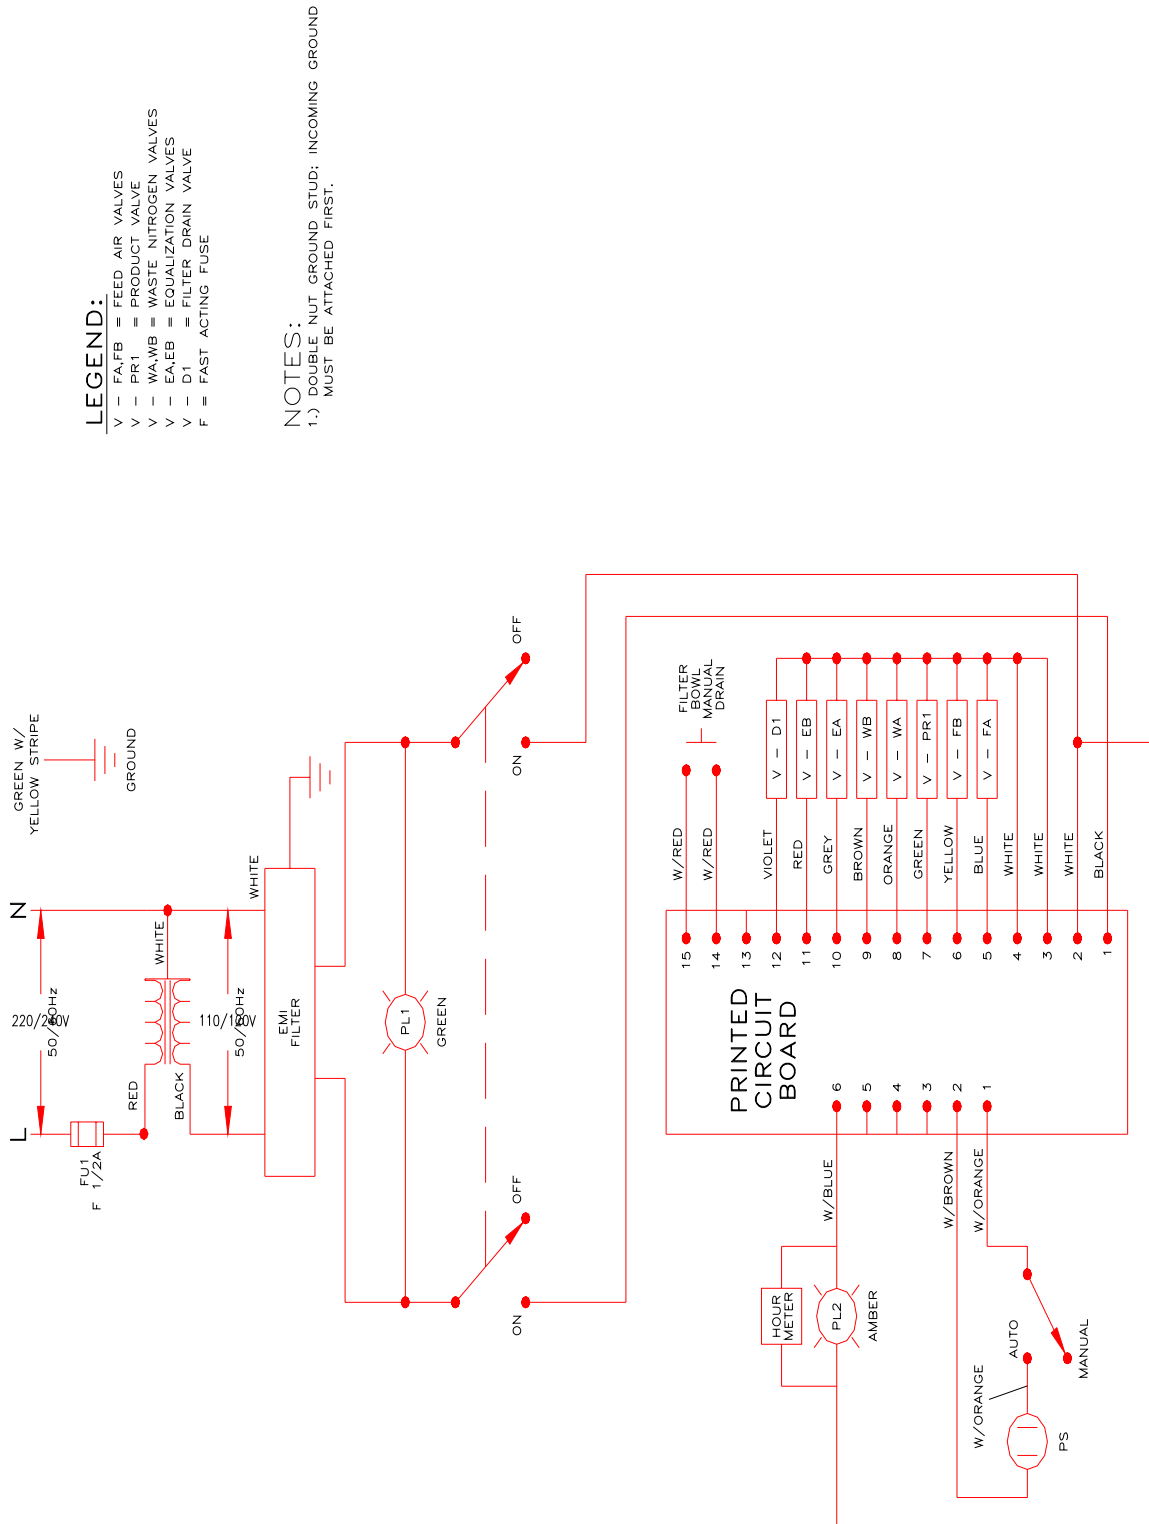 LEGEND:
V - FA,FB = FEED AIR VALVES
V - PR1 = PRODUCT VALVE
V - WA,WB = WASTE NITROGEN VALVES
V - EA,EB = EQUALIZATION VALVES
V - D1 = FILTER DRAIN VALVE
F = FAST ACTING FUSE
NOTES:
1.) DOUBLE NUT GROUND STUD; INCOMING GROUND
MUST BE ATTACHED FIRST.
GREEN W/
YELLOW STRIPE
GROUND
N
L
220/240V
50/60Hz
FU1
F 1/2A
RED
BLACK
WHITE
110/
50/60Hz
WHITE
EMI
FILTER
PL1
GREEN
OFF
ON
OFF
ON
FILTER
BOWL
MANUAL
DRAIN
W/RED
W/RED
VIOLET
RED
GREY
BROWN
ORANGE
GREEN
YELLOW
BLUE
WHITE
WHITE
WHITE
BLACK
V - D1
V - EB
V - EA
V - WB
V - WA
V - PR1
V - FB
V - FA
15
14
13
12
11
10
9
8
7
6
5
4
3
2
1
PRINTED
CIRCUIT
BOARD
6
5
4
3
2
1
W/BLUE
W/BROWN
W/ORANGE
HOUR
METER
PL2
AMBER
AUTO
MANUAL
W/ORANGE
PS